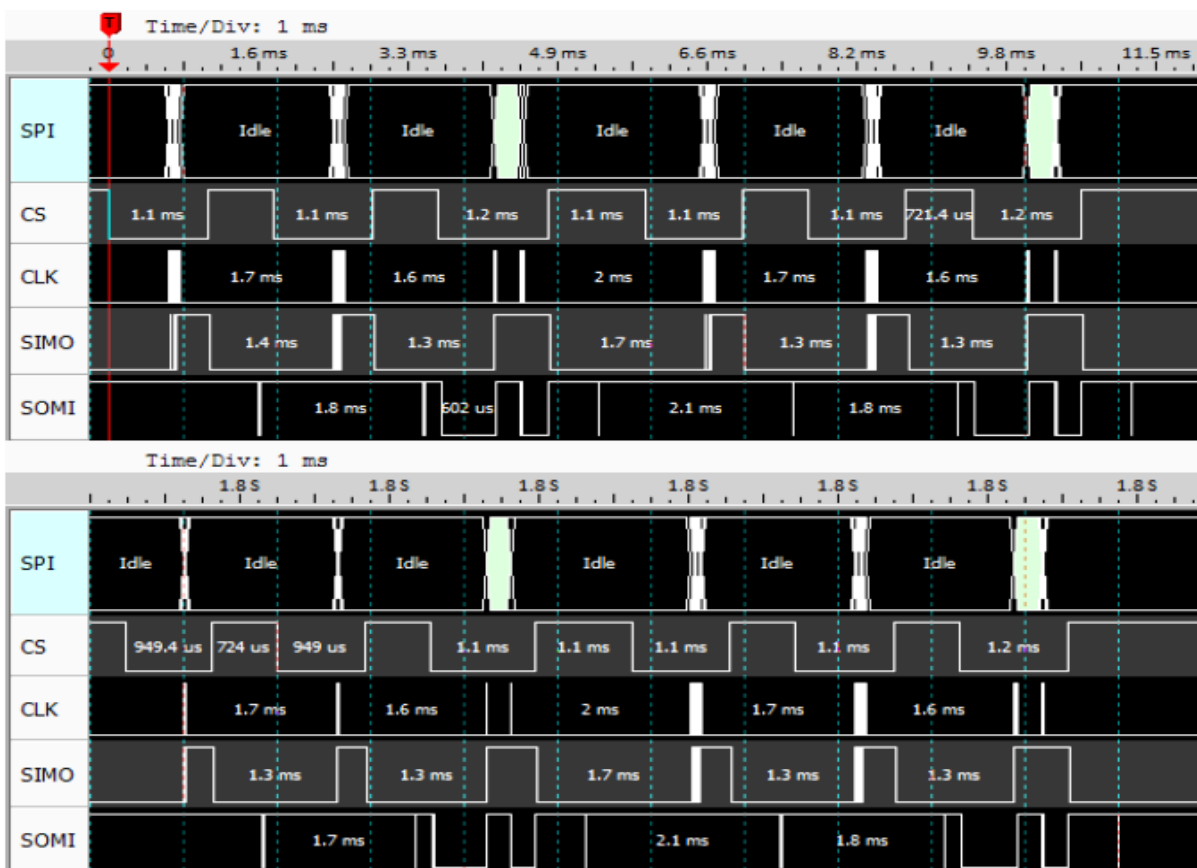 T Time/Div: 1 ms
0 1.6 ms 3.3 ms 4.9 ms 6.6 ms 8.2 ms 9.8 ms 11.5 ms
SPI Idle Idle Idle Idle Idle
CS 1.1 ms 1.1 ms 1.2 ms 1.1 ms 1.1 ms 1.1 ms 721.4 us 1.2 ms
CLK 1.7 ms 1.6 ms 2 ms 1.7 ms 1.6 ms
SIMO 1.4 ms 1.3 ms 1.7 ms 1.3 ms 1.3 ms
SOMI 1.8 ms 602 us 2.1 ms 1.8 ms
Time/Div: 1 ms
1.8 S 1.8 S 1.8 S 1.8 S 1.8 S 1.8 S 1.8 S
SPI Idle Idle Idle Idle Idle Idle
CS 949.4 us 724 us 949 us 1.1 ms 1.1 ms 1.1 ms 1.1 ms 1.2 ms
CLK 1.7 ms 1.6 ms 2 ms 1.7 ms 1.6 ms
SIMO 1.3 ms 1.3 ms 1.7 ms 1.3 ms 1.3 ms
SOMI 1.7 ms 2.1 ms 1.8 ms